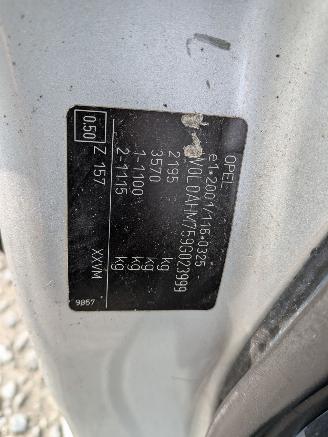 OPEL
e1*2001/116*0325
W0L0AHM759G023999
2195 kg
3570 kg
1-1100 kg
2-1115 kg
0.50 Z 157 XXVM
9857